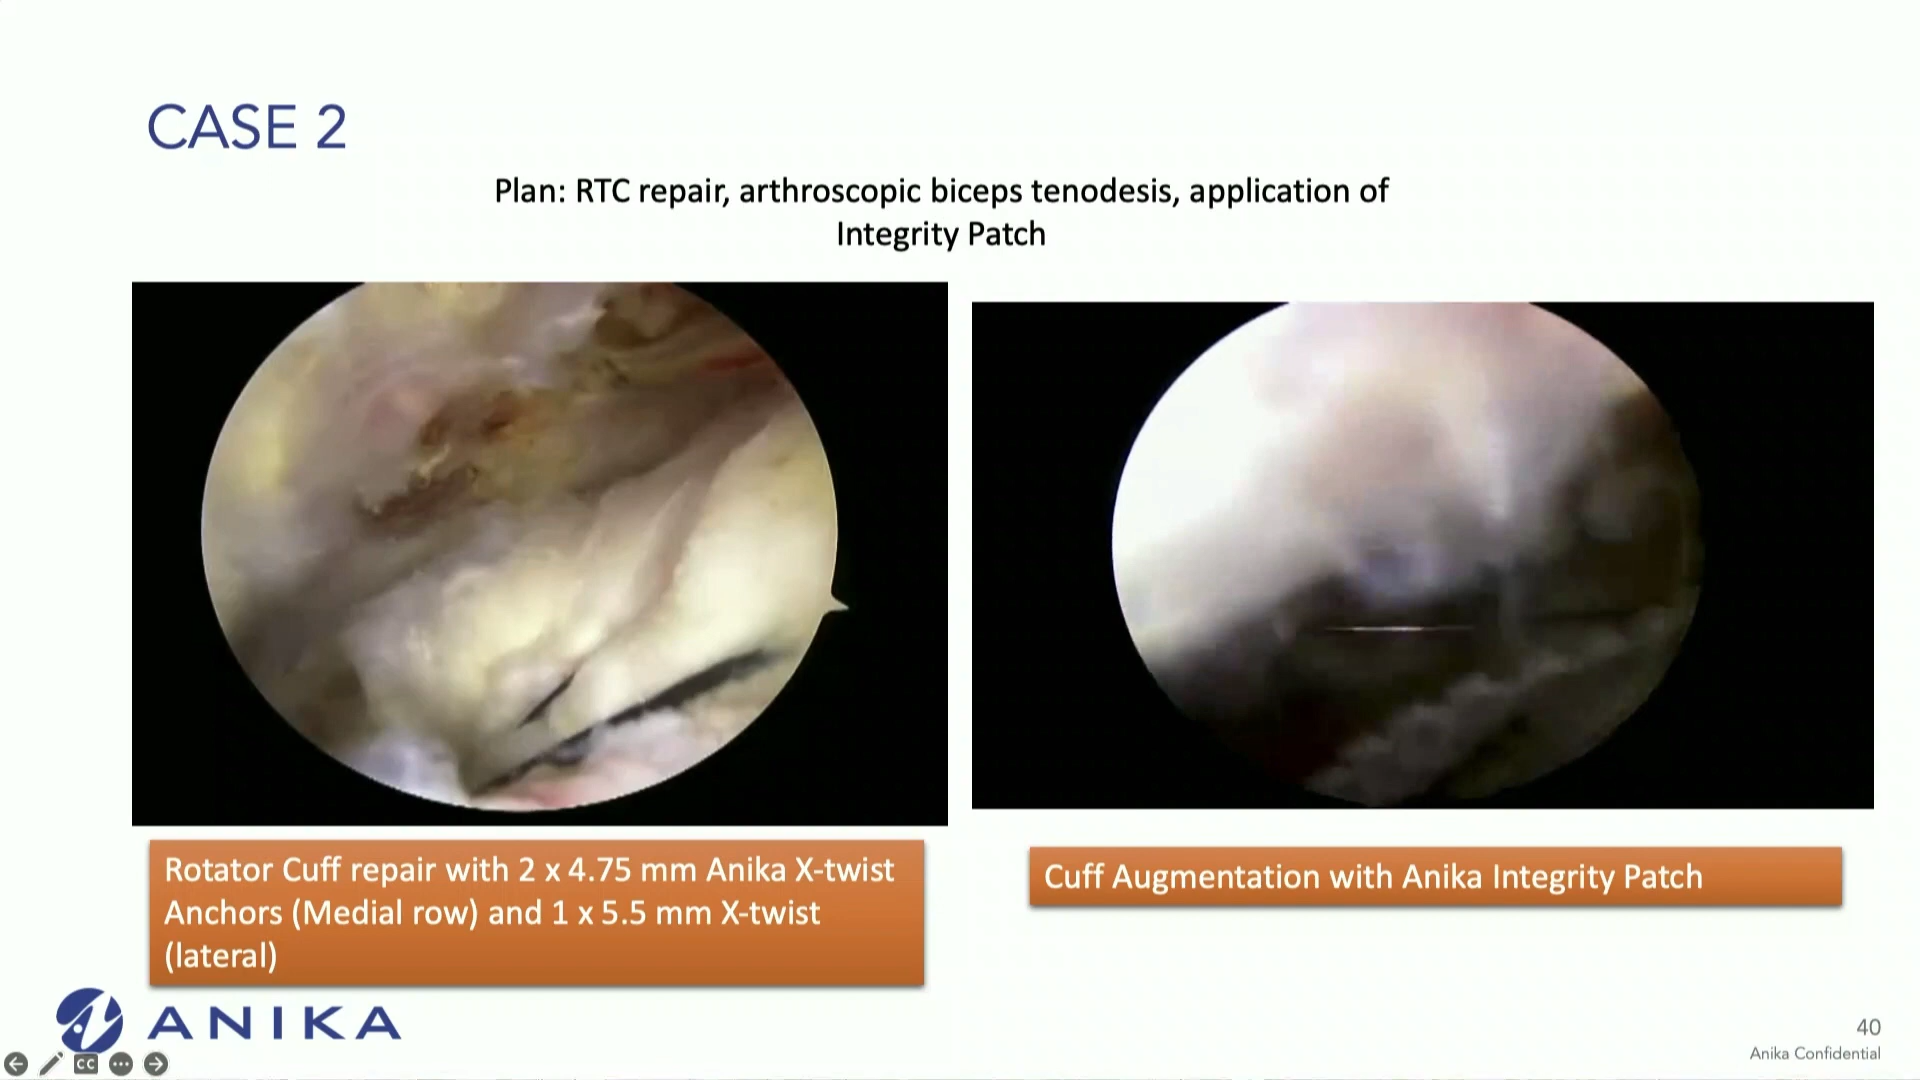 CASE 2
Plan: RTC repair, arthroscopic biceps tenodesis, application of
Integrity Patch
Rotator Cuff repair with 2 x 4.75 mm Anika X-twist
Anchors (Medial row) and 1 x 5.5 mm X-twist
(lateral)
Cuff Augmentation with Anika Integrity Patch
ANIKA
CC
40
Anika Confidential